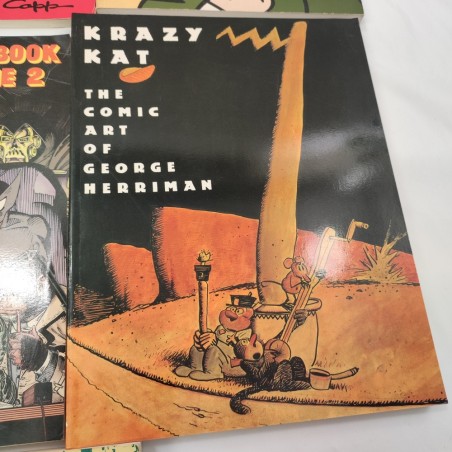 Capp
BOOK
E 2
KRAZY
KAT
THE
COMIC
ART
OF
GEORGE
HERRIMAN